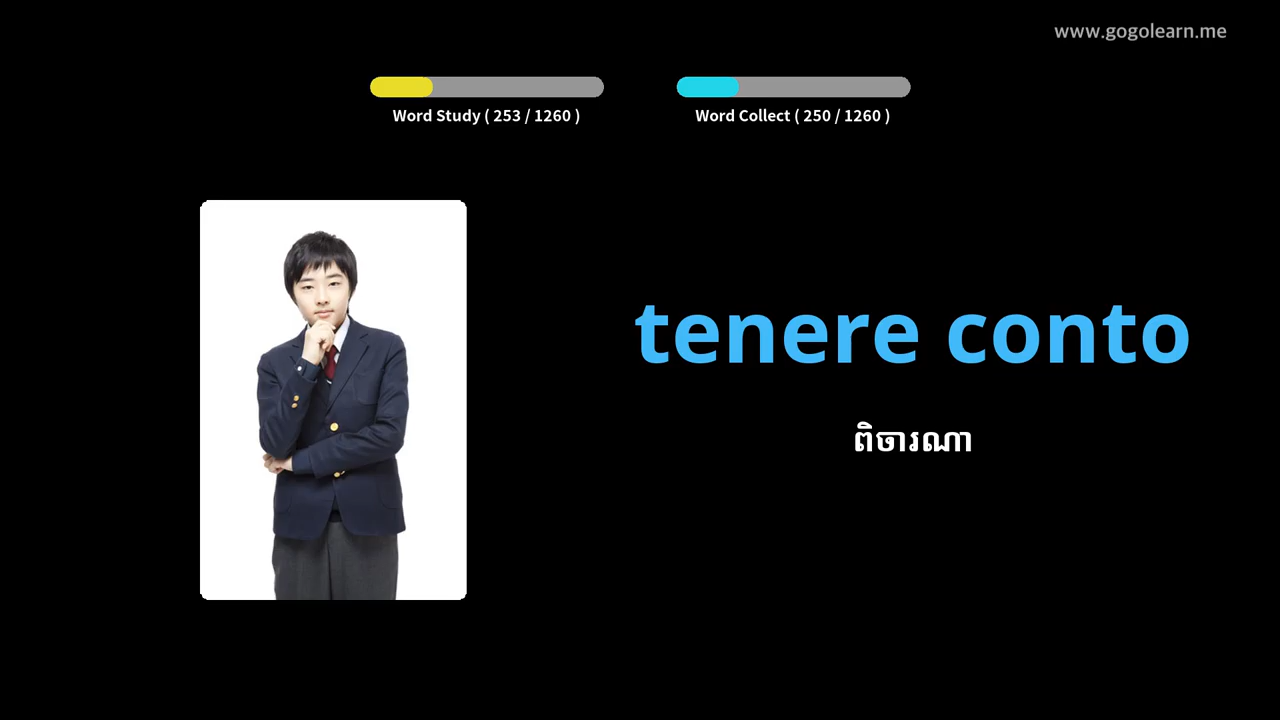 www.gogolearn.me
Word Study ( 253 / 1260 )
Word Collect ( 250 / 1260 )
tenere conto
ពិចារណា